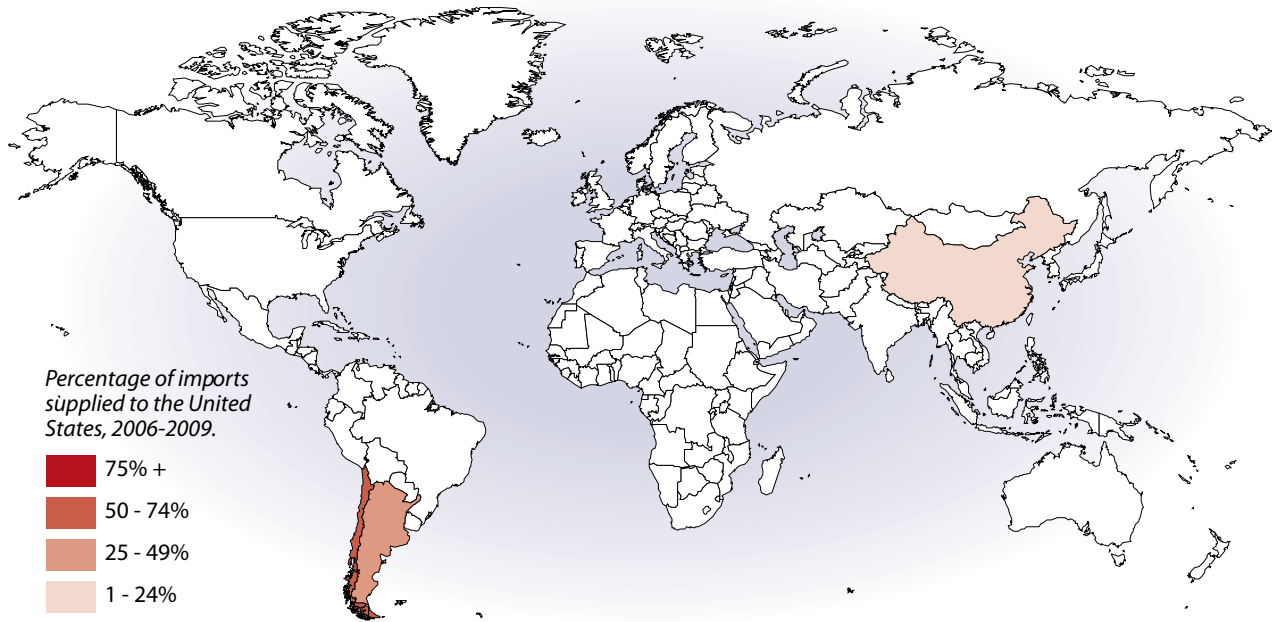 Percentage of imports
supplied to the United
States, 2006-2009.
75% +
50 - 74%
25 - 49%
1 - 24%